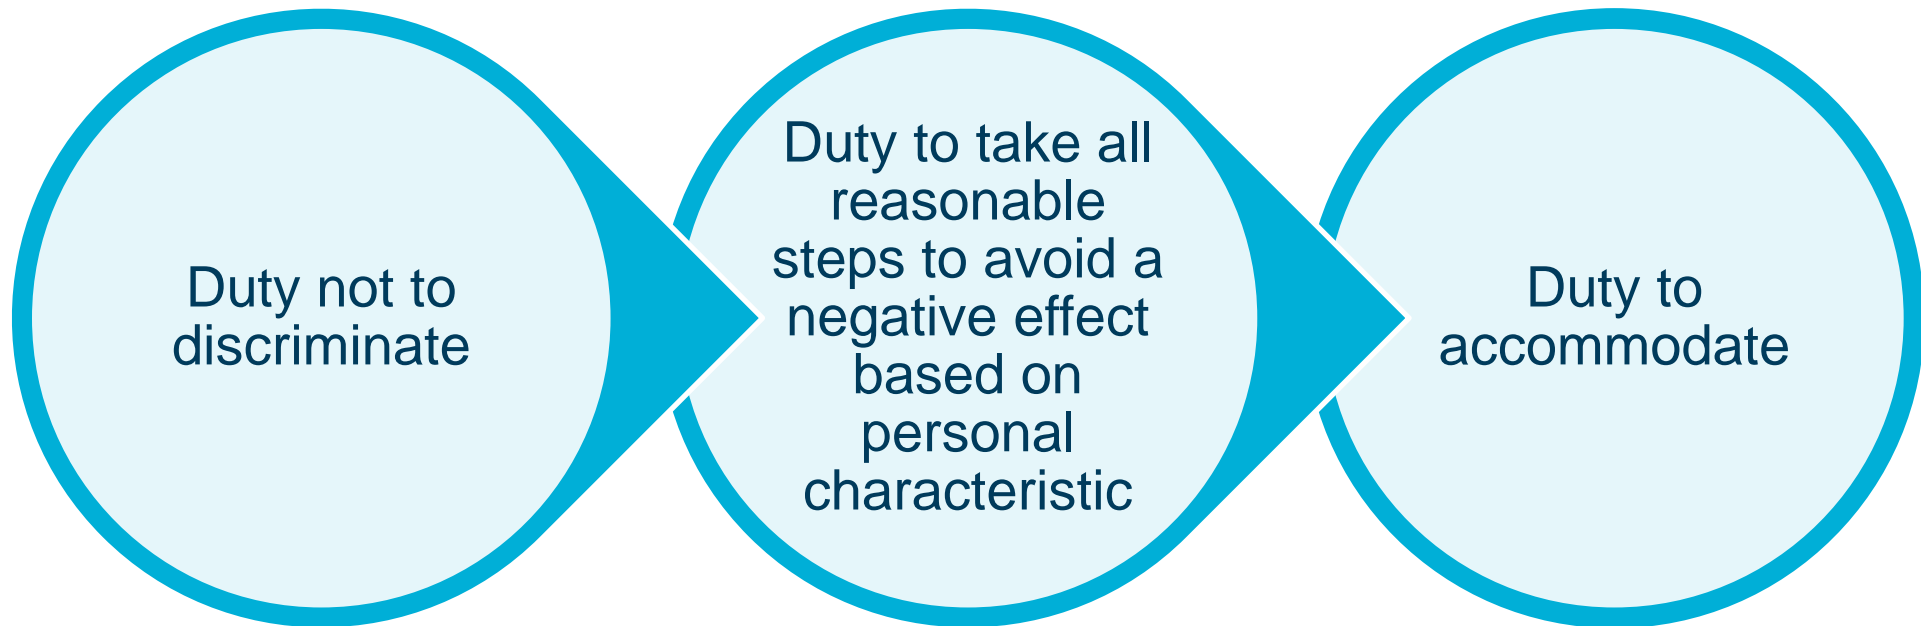 Duty not to
discriminate
Duty to take all
reasonable
steps to avoid a
negative effect
based on
personal
characteristic
Duty to
accommodate